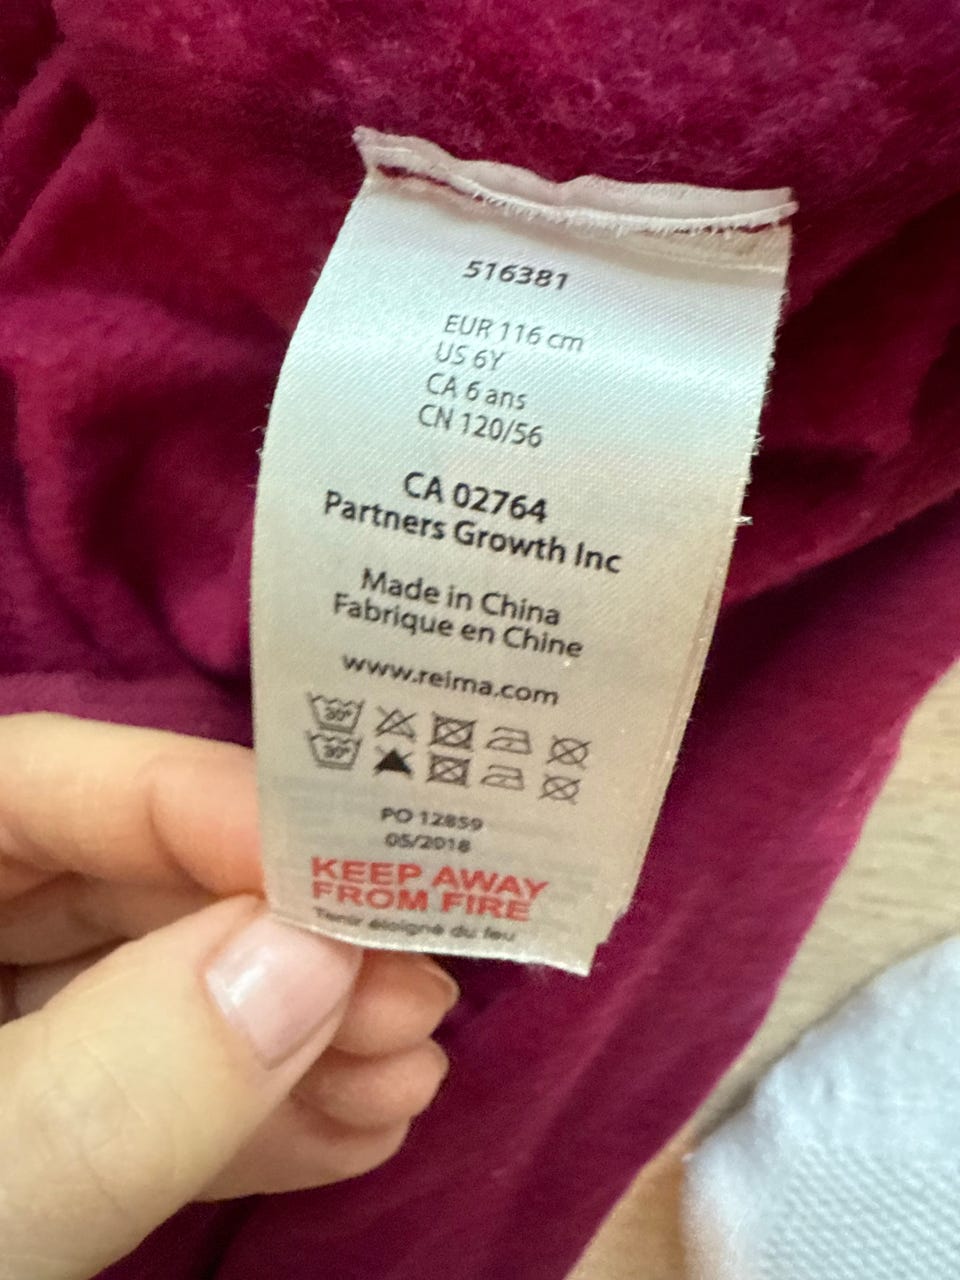 516381
EUR 116 cm
US 6Y
CA 6 ans
CN 120/56
CA 02764
Partners Growth Inc
Made in China
Fabrique en Chine
www.reima.com
30°
30°
PO 12859
05/2018
KEEP AWAY
FROM FIRE
Tenir éloigné du feu